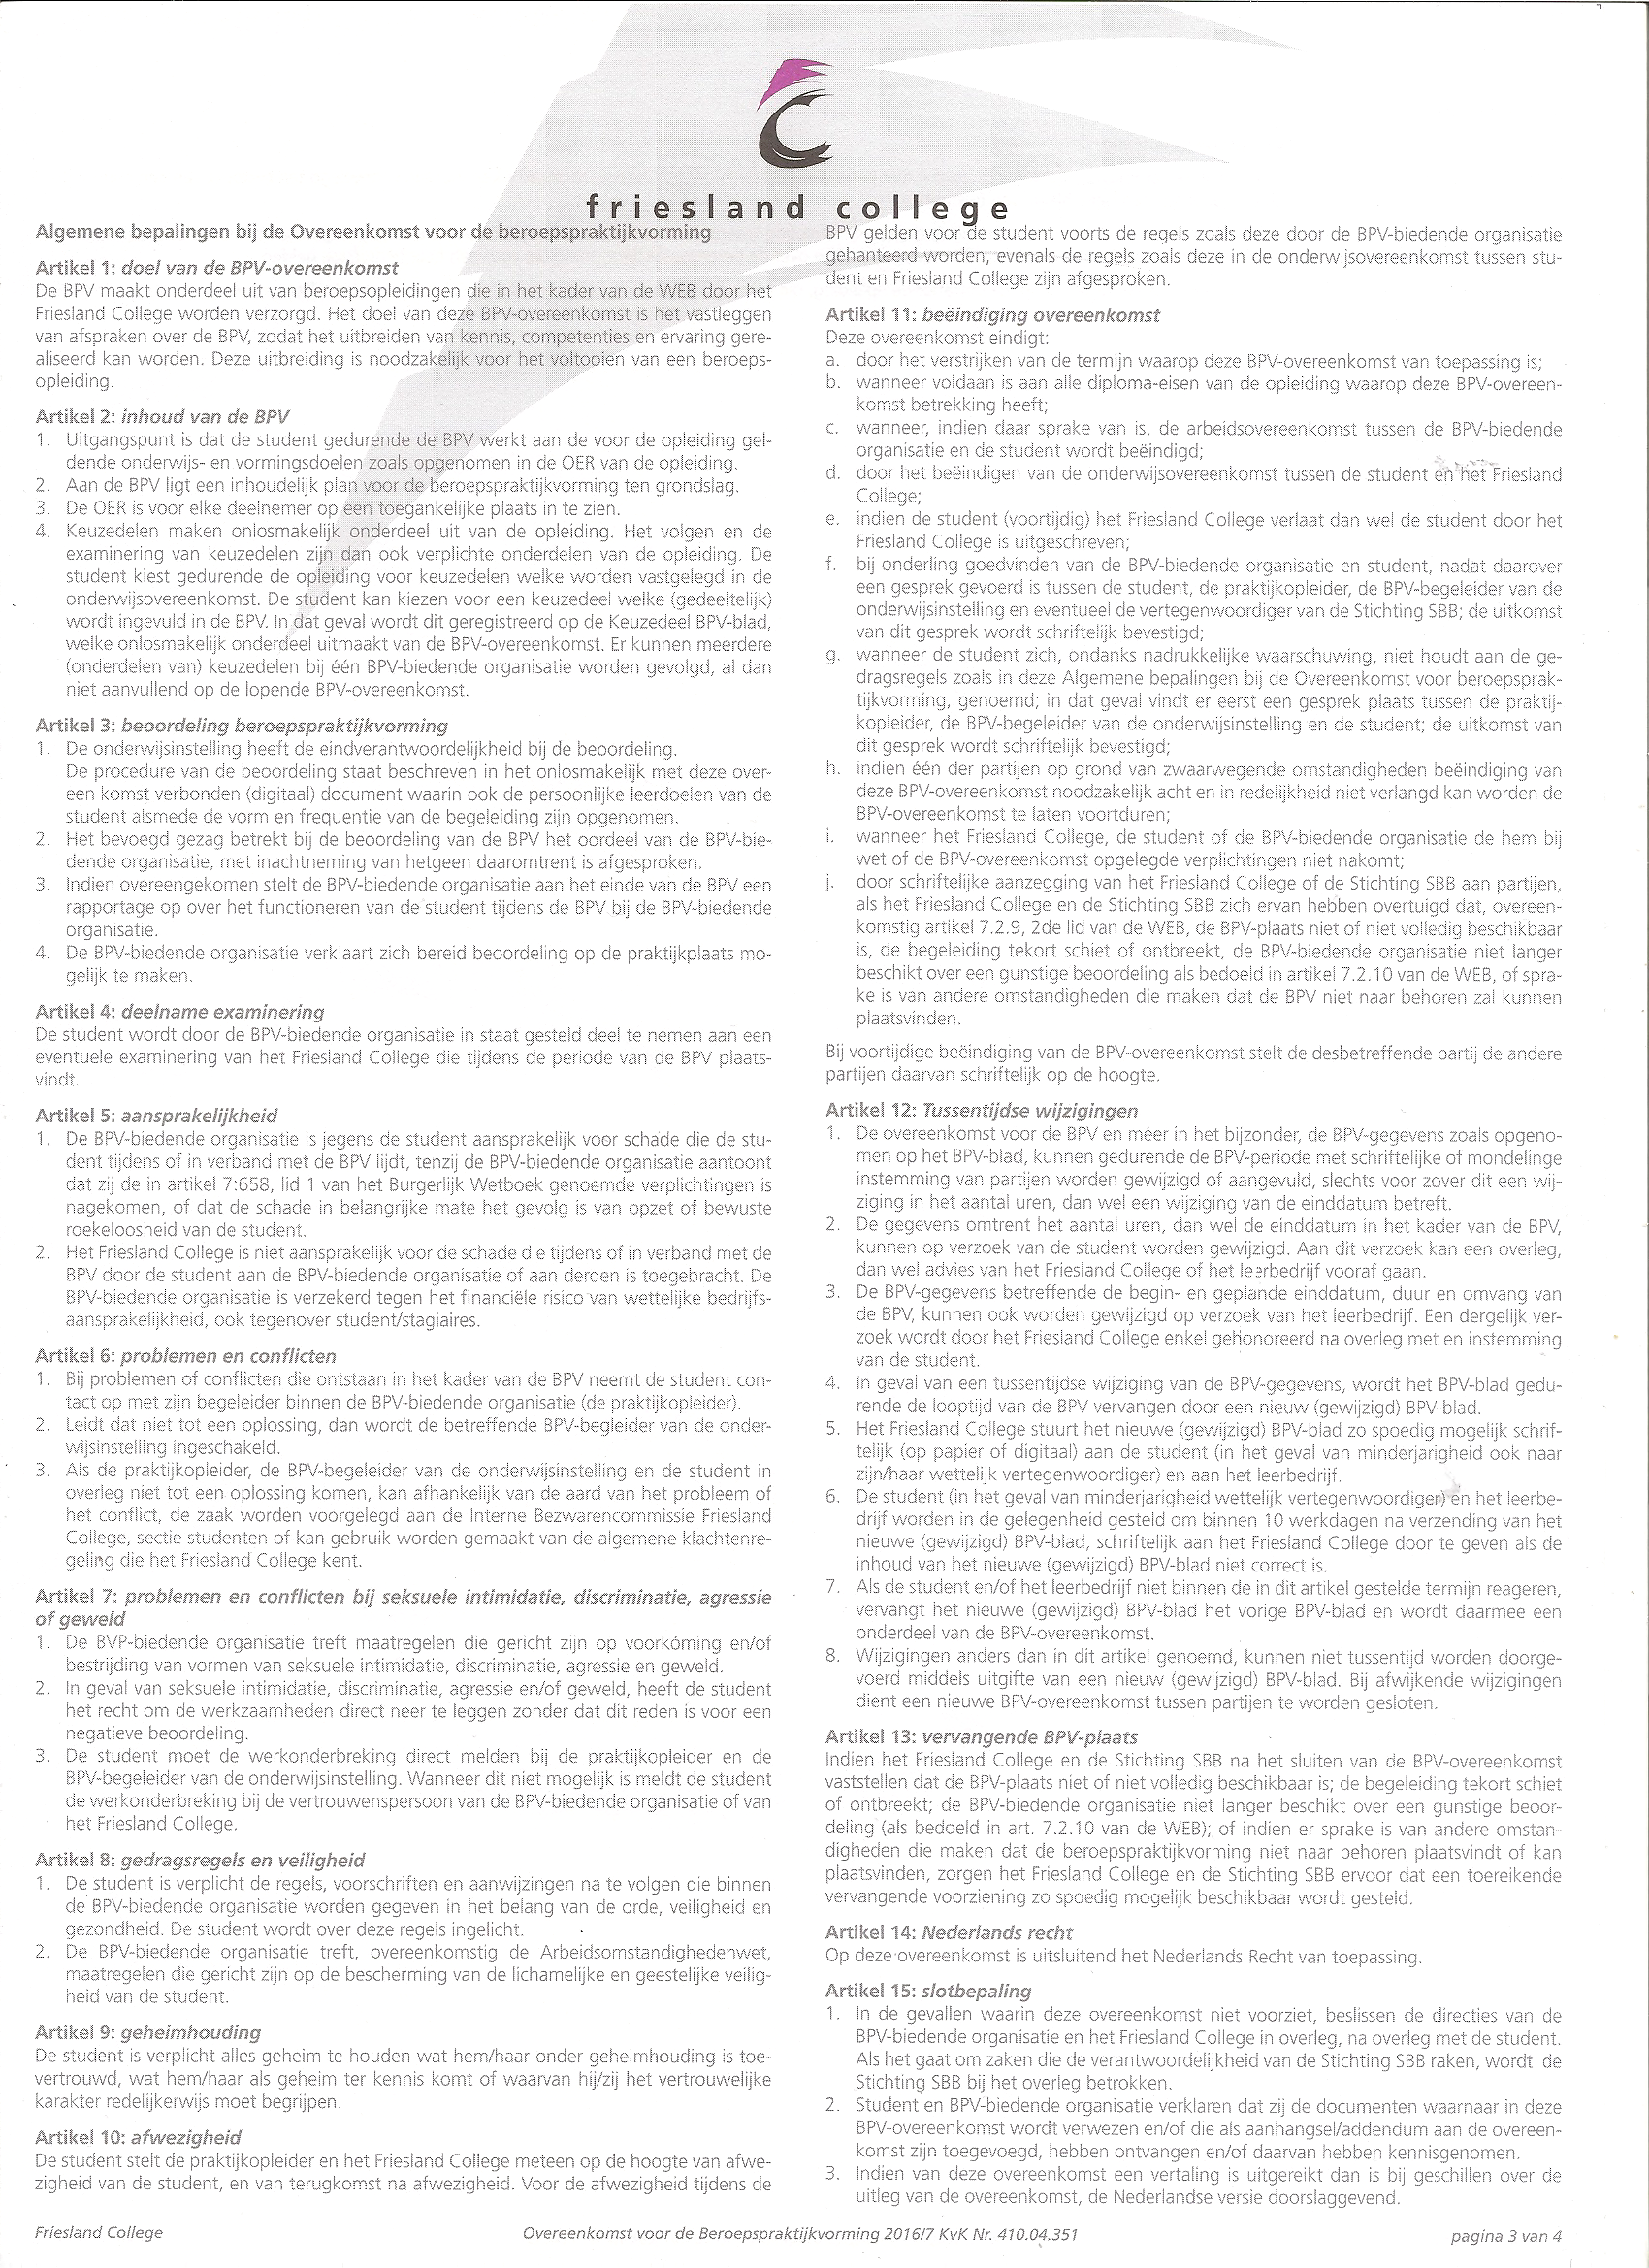 friesland college
Algemene bepalingen bij de Overeenkomst voor de beroepspraktijkvorming
Artikel 1: doel van de BPV-overeenkomst
De BPV maakt onderdeel uit van beroepsopleidingen die in het kader van de WEB door het
Friesland College worden verzorgd. Het doel van deze BPV-overeenkomst is het vastleggen
van afspraken over de BPV, zodat het uitbreiden van kennis, competenties en ervaring gere-
aliseerd kan worden. Deze uitbreiding is noodzakelijk voor het voltooien van een beroeps-
opleiding.
Artikel 2: inhoud van de BPV
1. Uitgangspunt is dat de student gedurende de BPV werkt aan de voor de opleiding gel-
dende onderwijs- en vormingsdoelen zoals opgenomen in de OER van de opleiding.
2. Aan de BPV ligt een inhoudelijk plan voor de beroepspraktijkvorming ten grondslag.
3. De OER is voor elke deelnemer op een toegankelijke plaats in te zien.
4. Keuzedelen maken onlosmakelijk onderdeel uit van de opleiding. Het volgen en de
examinering van keuzedelen zijn dan ook verplichte onderdelen van de opleiding. De
student kiest gedurende de opleiding voor keuzedelen welke worden vastgelegd in de
onderwijsovereenkomst. De student kan kiezen voor een keuzedeel welke (gedeeltelijk)
wordt ingevuld in de BPV. In dat geval wordt dit geregistreerd op de Keuzedeel BPV-blad,
welke onlosmakelijk onderdeel uitmaakt van de BPV-overeenkomst. Er kunnen meerdere
(onderdelen van) keuzedelen bij één BPV-biedende organisatie worden gevolgd, al dan
niet aanvullend op de lopende BPV-overeenkomst.
Artikel 3: beoordeling beroepspraktijkvorming
1. De onderwijsinstelling heeft de eindverantwoordelijkheid bij de beoordeling.
De procedure van de beoordeling staat beschreven in het onlosmakelijk met deze over-
een komst verbonden (digitaal) document waarin ook de persoonlijke leerdoelen van de
student alsmede de vorm en frequentie van de begeleiding zijn opgenomen.
2. Het bevoegd gezag betrekt bij de beoordeling van de BPV het oordeel van de BPV-bie-
dende organisatie, met inachtneming van hetgeen daaromtrent is afgesproken.
3. Indien overeengekomen stelt de BPV-biedende organisatie aan het einde van de BPV een
rapportage op over het functioneren van de student tijdens de BPV bij de BPV-biedende
organisatie.
4. De BPV-biedende organisatie verklaart zich bereid beoordeling op de praktijkplaats mo-
gelijk te maken.
Artikel 4: deelname examinering
De student wordt door de BPV-biedende organisatie in staat gesteld deel te nemen aan een
eventuele examinering van het Friesland College die tijdens de periode van de BPV plaats-
vindt.
Artikel 5: aansprakelijkheid
1. De BPV-biedende organisatie is jegens de student aansprakelijk voor schade die de stu-
dent tijdens of in verband met de BPV lijdt, tenzij de BPV-biedende organisatie aantoont
dat zij de in artikel 7:658, lid 1 van het Burgerlijk Wetboek genoemde verplichtingen is
nagekomen, of dat de schade in belangrijke mate het gevolg is van opzet of bewuste
roekeloosheid van de student.
2. Het Friesland College is niet aansprakelijk voor de schade die tijdens of in verband met de
BPV door de student aan de BPV-biedende organisatie of aan derden is toegebracht. De
BPV-biedende organisatie is verzekerd tegen het financiële risico van wettelijke bedrijfs-
aansprakelijkheid, ook tegenover student/stagiaires.
Artikel 6: problemen en conflicten
1. Bij problemen of conflicten die ontstaan in het kader van de BPV neemt de student con-
tact op met zijn begeleider binnen de BPV-biedende organisatie (de praktijkopleider).
2. Leidt dat niet tot een oplossing, dan wordt de betreffende BPV-begleider van de onder-
wijsinstelling ingeschakeld.
3. Als de praktijkopleider, de BPV-begeleider van de onderwijsinstelling en de student in
overleg niet tot een oplossing komen, kan afhankelijk van de aard van het probleem of
het conflict, de zaak worden voorgelegd aan de Interne Bezwarencommissie Friesland
College, sectie studenten of kan gebruik worden gemaakt van de algemene klachtenre-
geling die het Friesland College kent.
Artikel 7: problemen en conflicten bij seksuele intimidatie, discriminatie, agressie
of geweld
1. De BVP-biedende organisatie treft maatregelen die gericht zijn op voorkóming en/of
bestrijding van vormen van seksuele intimidatie, discriminatie, agressie en geweld.
2. In geval van seksuele intimidatie, discriminatie, agressie en/of geweld, heeft de student
het recht om de werkzaamheden direct neer te leggen zonder dat dit reden is voor een
negatieve beoordeling.
3. De student moet de werkonderbreking direct melden bij de praktijkopleider en de
BPV-begeleider van de onderwijsinstelling. Wanneer dit niet mogelijk is meldt de student
de werkonderbreking bij de vertrouwenspersoon van de BPV-biedende organisatie of van
het Friesland College.
Artikel 8: gedragsregels en veiligheid
1. De student is verplicht de regels, voorschriften en aanwijzingen na te volgen die binnen
de BPV-biedende organisatie worden gegeven in het belang van de orde, veiligheid en
gezondheid. De student wordt over deze regels ingelicht.
2. De BPV-biedende organisatie treft, overeenkomstig de Arbeidsomstandighedenwet,
maatregelen die gericht zijn op de bescherming van de lichamelijke en geestelijke veilig-
heid van de student.
Artikel 9: geheimhouding
De student is verplicht alles geheim te houden wat hem/haar onder geheimhouding is toe-
vertrouwd, wat hem/haar als geheim ter kennis komt of waarvan hij/zij het vertrouwelijke
karakter redelijkerwijs moet begrijpen.
Artikel 10: afwezigheid
De student stelt de praktijkopleider en het Friesland College meteen op de hoogte van afwe-
zigheid van de student, en van terugkomst na afwezigheid. Voor de afwezigheid tijdens de
BPV gelden voor de student voorts de regels zoals deze door de BPV-biedende organisatie
gehanteerd worden, evenals de regels zoals deze in de onderwijsovereenkomst tussen stu-
dent en Friesland College zijn afgesproken.
Artikel 11: beëindiging overeenkomst
Deze overeenkomst eindigt:
a. door het verstrijken van de termijn waarop deze BPV-overeenkomst van toepassing is;
b. wanneer voldaan is aan alle diploma-eisen van de opleiding waarop deze BPV-overeen-
komst betrekking heeft;
c. wanneer, indien daar sprake van is, de arbeidsovereenkomst tussen de BPV-biedende
organisatie en de student wordt beëindigd;
d. door het beëindigen van de onderwijsovereenkomst tussen de student en het Friesland
College;
e. indien de student (voortijdig) het Friesland College verlaat dan wel de student door het
Friesland College is uitgeschreven;
f. bij onderling goedvinden van de BPV-biedende organisatie en student, nadat daarover
een gesprek gevoerd is tussen de student, de praktijkopleider, de BPV-begeleider van de
onderwijsinstelling en eventueel de vertegenwoordiger van de Stichting SBB; de uitkomst
van dit gesprek wordt schriftelijk bevestigd;
g. wanneer de student zich, ondanks nadrukkelijke waarschuwing, niet houdt aan de ge-
dragsregels zoals in deze Algemene bepalingen bij de Overeenkomst voor beroepsprak-
tijkvorming, genoemd; in dat geval vindt er eerst een gesprek plaats tussen de praktij-
kopleider, de BPV-begeleider van de onderwijsinstelling en de student; de uitkomst van
dit gesprek wordt schriftelijk bevestigd;
h. indien één der partijen op grond van zwaarwegende omstandigheden beëindiging van
deze BPV-overeenkomst noodzakelijk acht en in redelijkheid niet verlangd kan worden de
BPV-overeenkomst te laten voortduren;
i. wanneer het Friesland College, de student of de BPV-biedende organisatie de hem bij
wet of de BPV-overeenkomst opgelegde verplichtingen niet nakomt;
j. door schriftelijke aanzegging van het Friesland College of de Stichting SBB aan partijen,
als het Friesland College en de Stichting SBB zich ervan hebben overtuigd dat, overeen-
komstig artikel 7.2.9, 2de lid van de WEB, de BPV-plaats niet of niet volledig beschikbaar
is, de begeleiding tekort schiet of ontbreekt, de BPV-biedende organisatie niet langer
beschikt over een gunstige beoordeling als bedoeld in artikel 7.2.10 van de WEB, of spra-
ke is van andere omstandigheden die maken dat de BPV niet naar behoren zal kunnen
plaatsvinden.
Bij voortijdige beëindiging van de BPV-overeenkomst stelt de desbetreffende partij de andere
partijen daarvan schriftelijk op de hoogte.
Artikel 12: Tussentijdse wijzigingen
1. De overeenkomst voor de BPV en meer in het bijzonder, de BPV-gegevens zoals opgeno-
men op het BPV-blad, kunnen gedurende de BPV-periode met schriftelijke of mondelinge
instemming van partijen worden gewijzigd of aangevuld, slechts voor zover dit een wij-
ziging in het aantal uren, dan wel een wijziging van de einddatum betreft.
2. De gegevens omtrent het aantal uren, dan wel de einddatum in het kader van de BPV,
kunnen op verzoek van de student worden gewijzigd. Aan dit verzoek kan een overleg,
dan wel advies van het Friesland College of het leerbedrijf vooraf gaan.
3. De BPV-gegevens betreffende de begin- en geplande einddatum, duur en omvang van
de BPV, kunnen ook worden gewijzigd op verzoek van het leerbedrijf. Een dergelijk ver-
zoek wordt door het Friesland College enkel gehonoreerd na overleg met en instemming
van de student.
4. In geval van een tussentijdse wijziging van de BPV-gegevens, wordt het BPV-blad gedu-
rende de looptijd van de BPV vervangen door een nieuw (gewijzigd) BPV-blad.
5. Het Friesland College stuurt het nieuwe (gewijzigd) BPV-blad zo spoedig mogelijk schrif-
telijk (op papier of digitaal) aan de student (in het geval van minderjarigheid ook naar
zijn/haar wettelijk vertegenwoordiger) en aan het leerbedrijf.
6. De student (in het geval van minderjarigheid wettelijk vertegenwoordiger) en het leerbe-
drijf worden in de gelegenheid gesteld om binnen 10 werkdagen na verzending van het
nieuwe (gewijzigd) BPV-blad, schriftelijk aan het Friesland College door te geven als de
inhoud van het nieuwe (gewijzigd) BPV-blad niet correct is.
7. Als de student en/of het leerbedrijf niet binnen de in dit artikel gestelde termijn reageren,
vervangt het nieuwe (gewijzigd) BPV-blad het vorige BPV-blad en wordt daarmee een
onderdeel van de BPV-overeenkomst.
8. Wijzigingen anders dan in dit artikel genoemd, kunnen niet tussentijd worden doorge-
voerd middels uitgifte van een nieuw (gewijzigd) BPV-blad. Bij afwijkende wijzigingen
dient een nieuwe BPV-overeenkomst tussen partijen te worden gesloten.
Artikel 13: vervangende BPV-plaats
Indien het Friesland College en de Stichting SBB na het sluiten van de BPV-overeenkomst
vaststellen dat de BPV-plaats niet of niet volledig beschikbaar is; de begeleiding tekort schiet
of ontbreekt; de BPV-biedende organisatie niet langer beschikt over een gunstige beoor-
deling (als bedoeld in art. 7.2.10 van de WEB); of indien er sprake is van andere omstan-
digheden die maken dat de beroepspraktijkvorming niet naar behoren plaatsvindt of kan
plaatsvinden, zorgen het Friesland College en de Stichting SBB ervoor dat een toereikende
vervangende voorziening zo spoedig mogelijk beschikbaar wordt gesteld.
Artikel 14: Nederlands recht
Op deze overeenkomst is uitsluitend het Nederlands Recht van toepassing.
Artikel 15: slotbepaling
1. In de gevallen waarin deze overeenkomst niet voorziet, beslissen de directies van de
BPV-biedende organisatie en het Friesland College in overleg, na overleg met de student.
Als het gaat om zaken die de verantwoordelijkheid van de Stichting SBB raken, wordt de
Stichting SBB bij het overleg betrokken.
2. Student en BPV-biedende organisatie verklaren dat zij de documenten waarnaar in deze
BPV-overeenkomst wordt verwezen en/of die als aanhangsel/addendum aan de overeen-
komst zijn toegevoegd, hebben ontvangen en/of daarvan hebben kennisgenomen.
3. Indien van deze overeenkomst een vertaling is uitgereikt dan is bij geschillen over de
uitleg van de overeenkomst, de Nederlandse versie doorslaggevend.
Friesland College
Overeenkomst voor de Beroepspraktijkvorming 2016/7 KvK Nr. 410.04.351
pagina 3 van 4